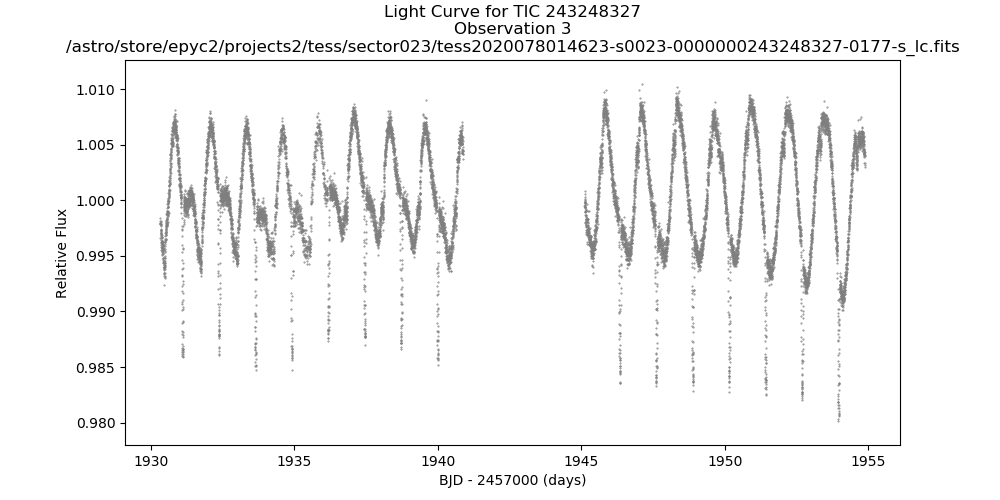 Light Curve for TIC 243248327
Observation 3
/astro/store/epyc2/projects2/tess/sector023/tess2020078014623-s0023-0000000243248327-0177-s_lc.fits
1.010
1.005
1.000
0.995
0.990
0.985
0.980
Relative Flux
1930
1935
1940
1945
1950
1955
BJD - 2457000 (days)